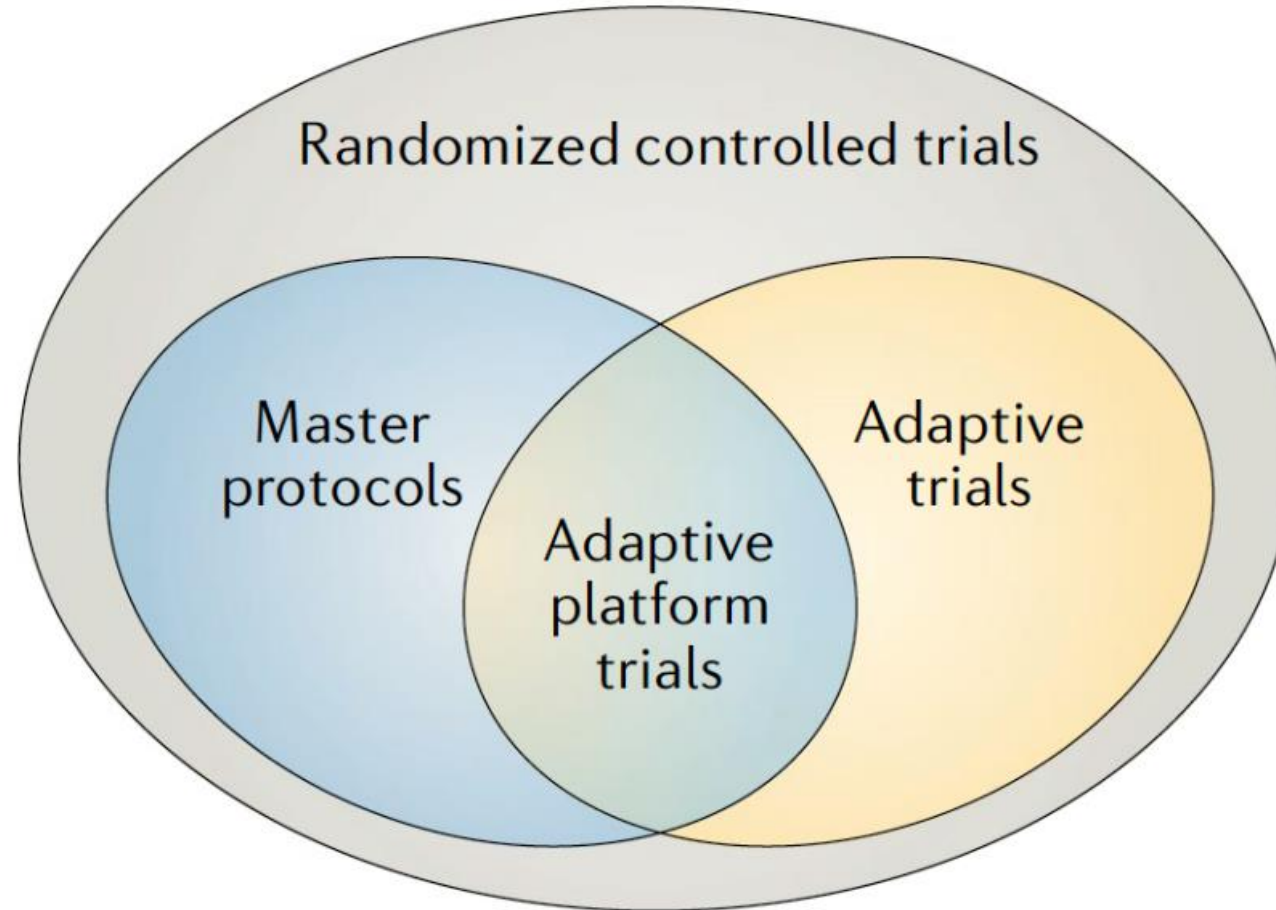 Randomized controlled trials
Master
protocols
Adaptive
trials
Adaptive
platform
trials